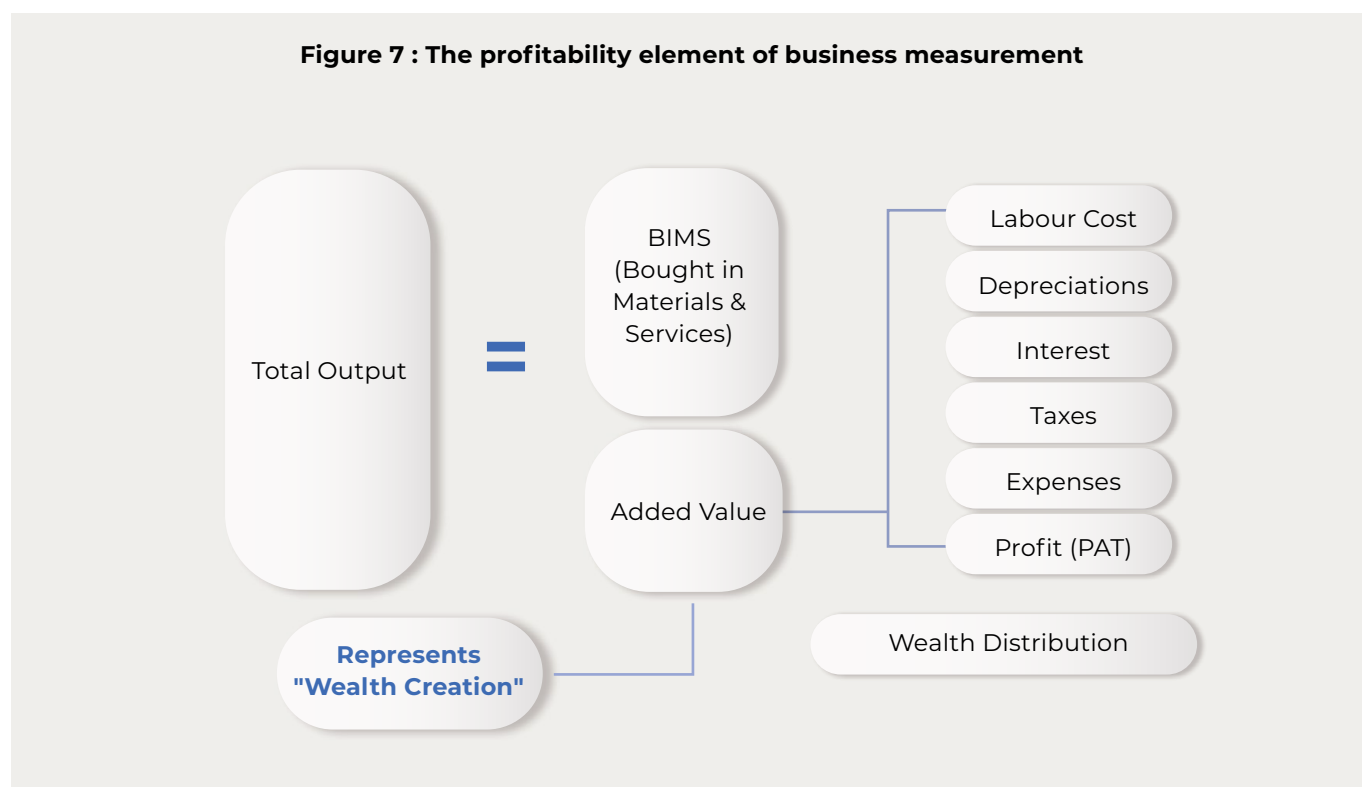 Figure 7 : The profitability element of business measurement
Total Output
=
BIMS
(Bought in
Materials &
Services)
Added Value
Labour Cost
Depreciations
Interest
Taxes
Expenses
Profit (PAT)
Represents
"Wealth Creation"
Wealth Distribution